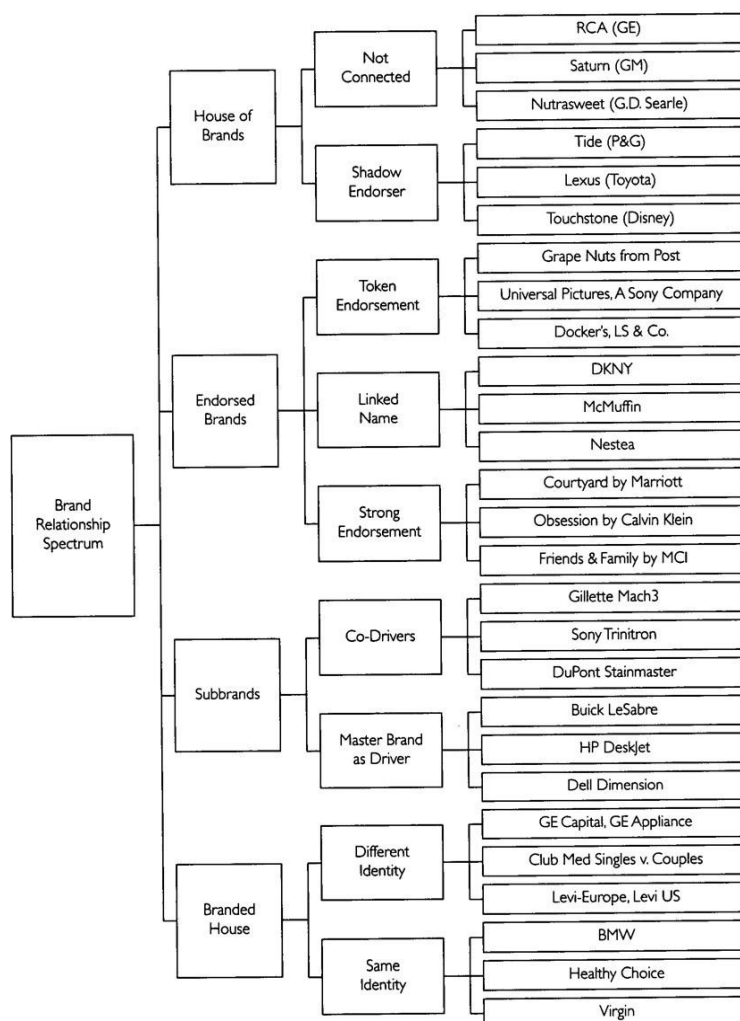 Brand
Relationship
Spectrum
House of
Brands
Not
Connected
RCA (GE)
Saturn (GM)
Nutrasweet (G.D. Searle)
Shadow
Endorser
Tide (P&G)
Lexus (Toyota)
Touchstone (Disney)
Endorsed
Brands
Token
Endorsement
Grape Nuts from Post
Universal Pictures, A Sony Company
Docker's, LS & Co.
Linked
Name
DKNY
McMuffin
Nestea
Strong
Endorsement
Courtyard by Marriott
Obsession by Calvin Klein
Friends & Family by MCI
Subbrands
Co-Drivers
Gillette Mach3
Sony Trinitron
DuPont Stainmaster
Master Brand
as Driver
Buick LeSabre
HP DeskJet
Dell Dimension
Branded
House
Different
Identity
GE Capital, GE Appliance
Club Med Singles v. Couples
Levi-Europe, Levi US
Same
Identity
BMW
Healthy Choice
Virgin